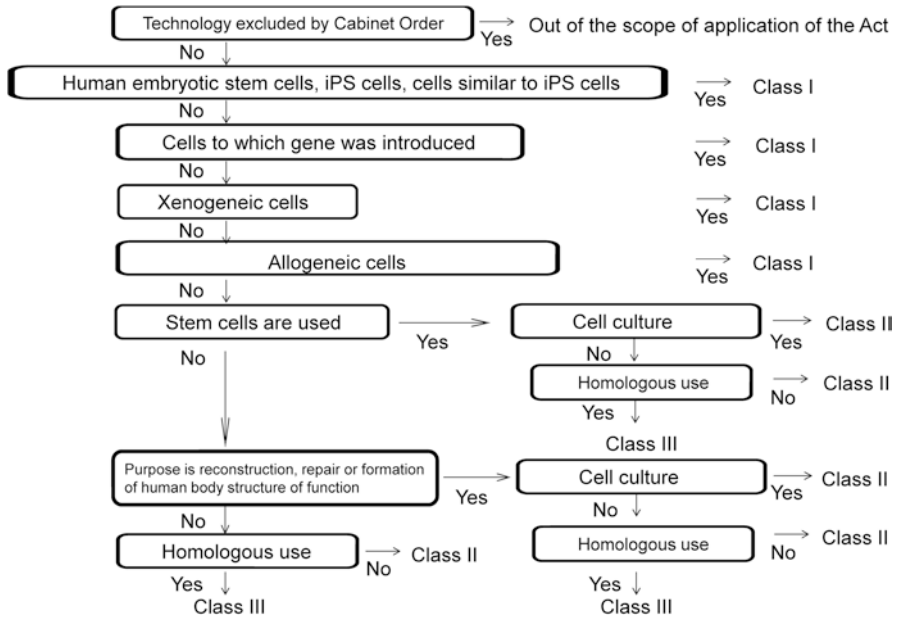 Technology excluded by Cabinet Order
Yes
Out of the scope of application of the Act
No
Human embryotic stem cells, iPS cells, cells similar to iPS cells
Yes
Class I
No
Cells to which gene was introduced
Yes
Class I
No
Xenogeneic cells
Yes
Class I
No
Allogeneic cells
Yes
Class I
No
Stem cells are used
Yes
Cell culture
Yes
Class II
No
No
Homologous use
No
Class II
Yes
Class III
Purpose is reconstruction, repair or formation
of human body structure of function
Yes
Cell culture
Yes
Class II
No
No
Homologous use
No
Class II
Homologous use
No
Class II
Yes
Class III
Yes
Class III